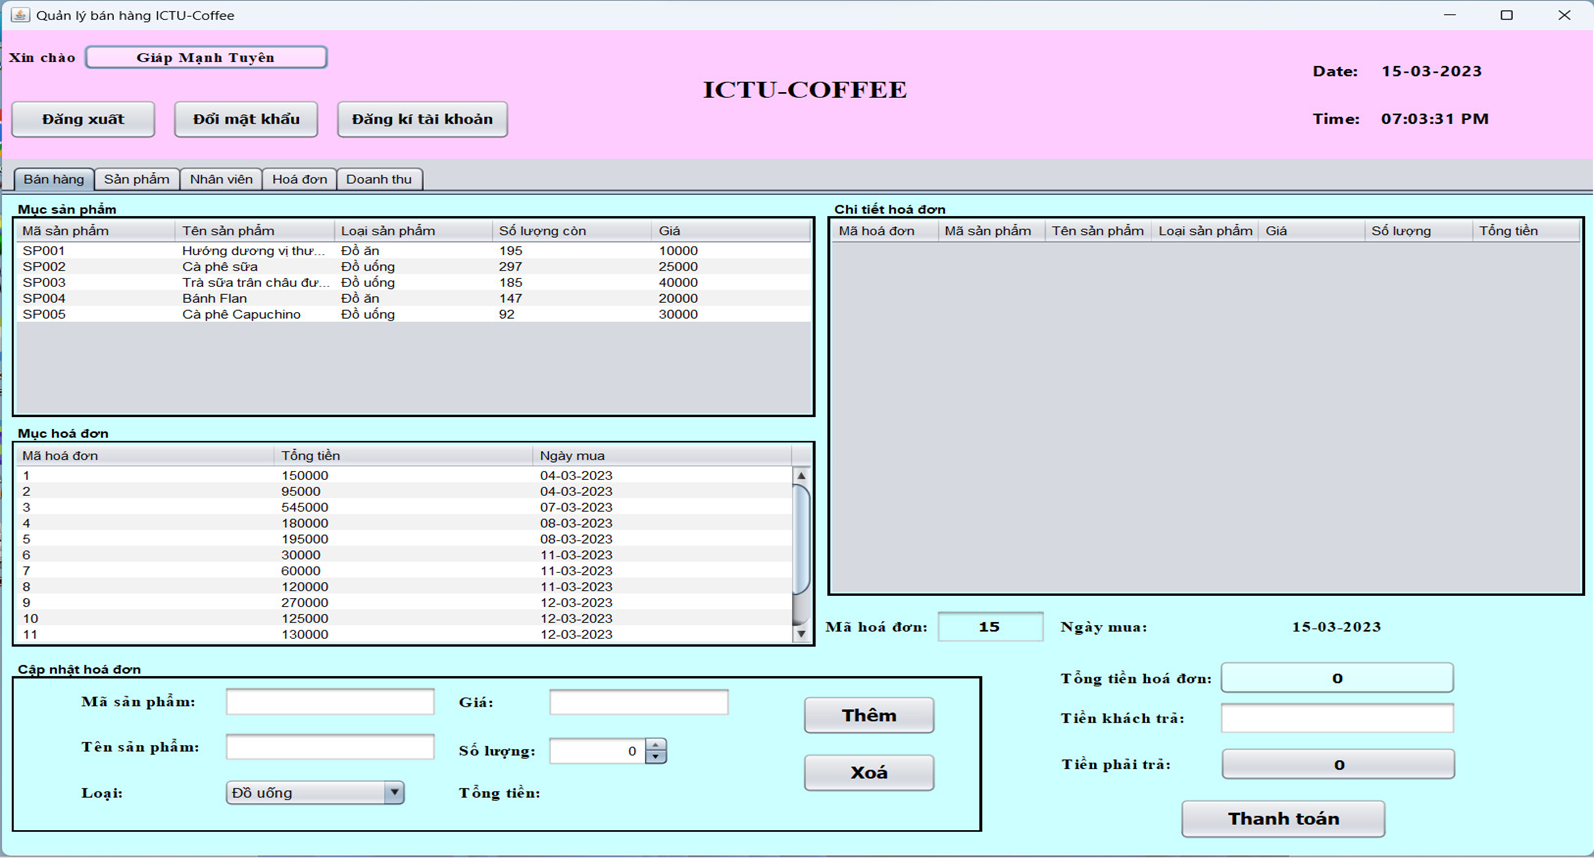 Quản lý bán hàng ICTU-Coffee
Xin chào Giáp Mạnh Tuyên
ICTU-COFFEE
Date: 15-03-2023
Time: 07:03:31 PM
Đăng xuất Đổi mật khẩu Đăng kí tài khoản
Bán hàng Sản phẩm Nhân viên Hoá đơn Doanh thu
Mục sản phẩm
Mã sản phẩm Tên sản phẩm Loại sản phẩm Số lượng còn Giá
SP001 Hướng dương vị thư... Đồ ăn 195 10000
SP002 Cà phê sữa Đồ uống 297 25000
SP003 Trà sữa trân châu đư... Đồ uống 185 40000
SP004 Bánh Flan Đồ ăn 147 20000
SP005 Cà phê Capuchino Đồ uống 92 30000
Mục hoá đơn
Mã hoá đơn Tổng tiền Ngày mua
1 150000 04-03-2023
2 95000 04-03-2023
3 545000 07-03-2023
4 180000 08-03-2023
5 195000 08-03-2023
6 30000 11-03-2023
7 60000 11-03-2023
8 120000 11-03-2023
9 270000 12-03-2023
10 125000 12-03-2023
11 130000 12-03-2023
Cập nhật hoá đơn
Mã sản phẩm: Giá:
Tên sản phẩm: Số lượng: 0
Loại: Đồ uống Tổng tiền:
Thêm
Xoá
Chi tiết hoá đơn
Mã hoá đơn Mã sản phẩm Tên sản phẩm Loại sản phẩm Giá Số lượng Tổng tiền
Mã hoá đơn: 15 Ngày mua: 15-03-2023
Tổng tiền hoá đơn: 0
Tiền khách trả:
Tiền phải trả: 0
Thanh toán